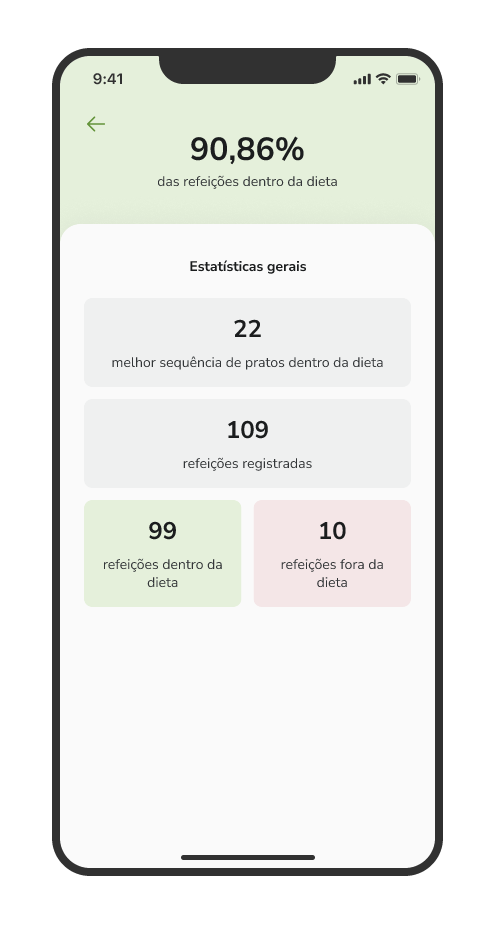 9:41
90,86%
das refeições dentro da dieta
Estatísticas gerais
22
melhor sequência de pratos dentro da dieta
109
refeições registradas
99
refeições dentro da
dieta
10
refeições fora da
dieta